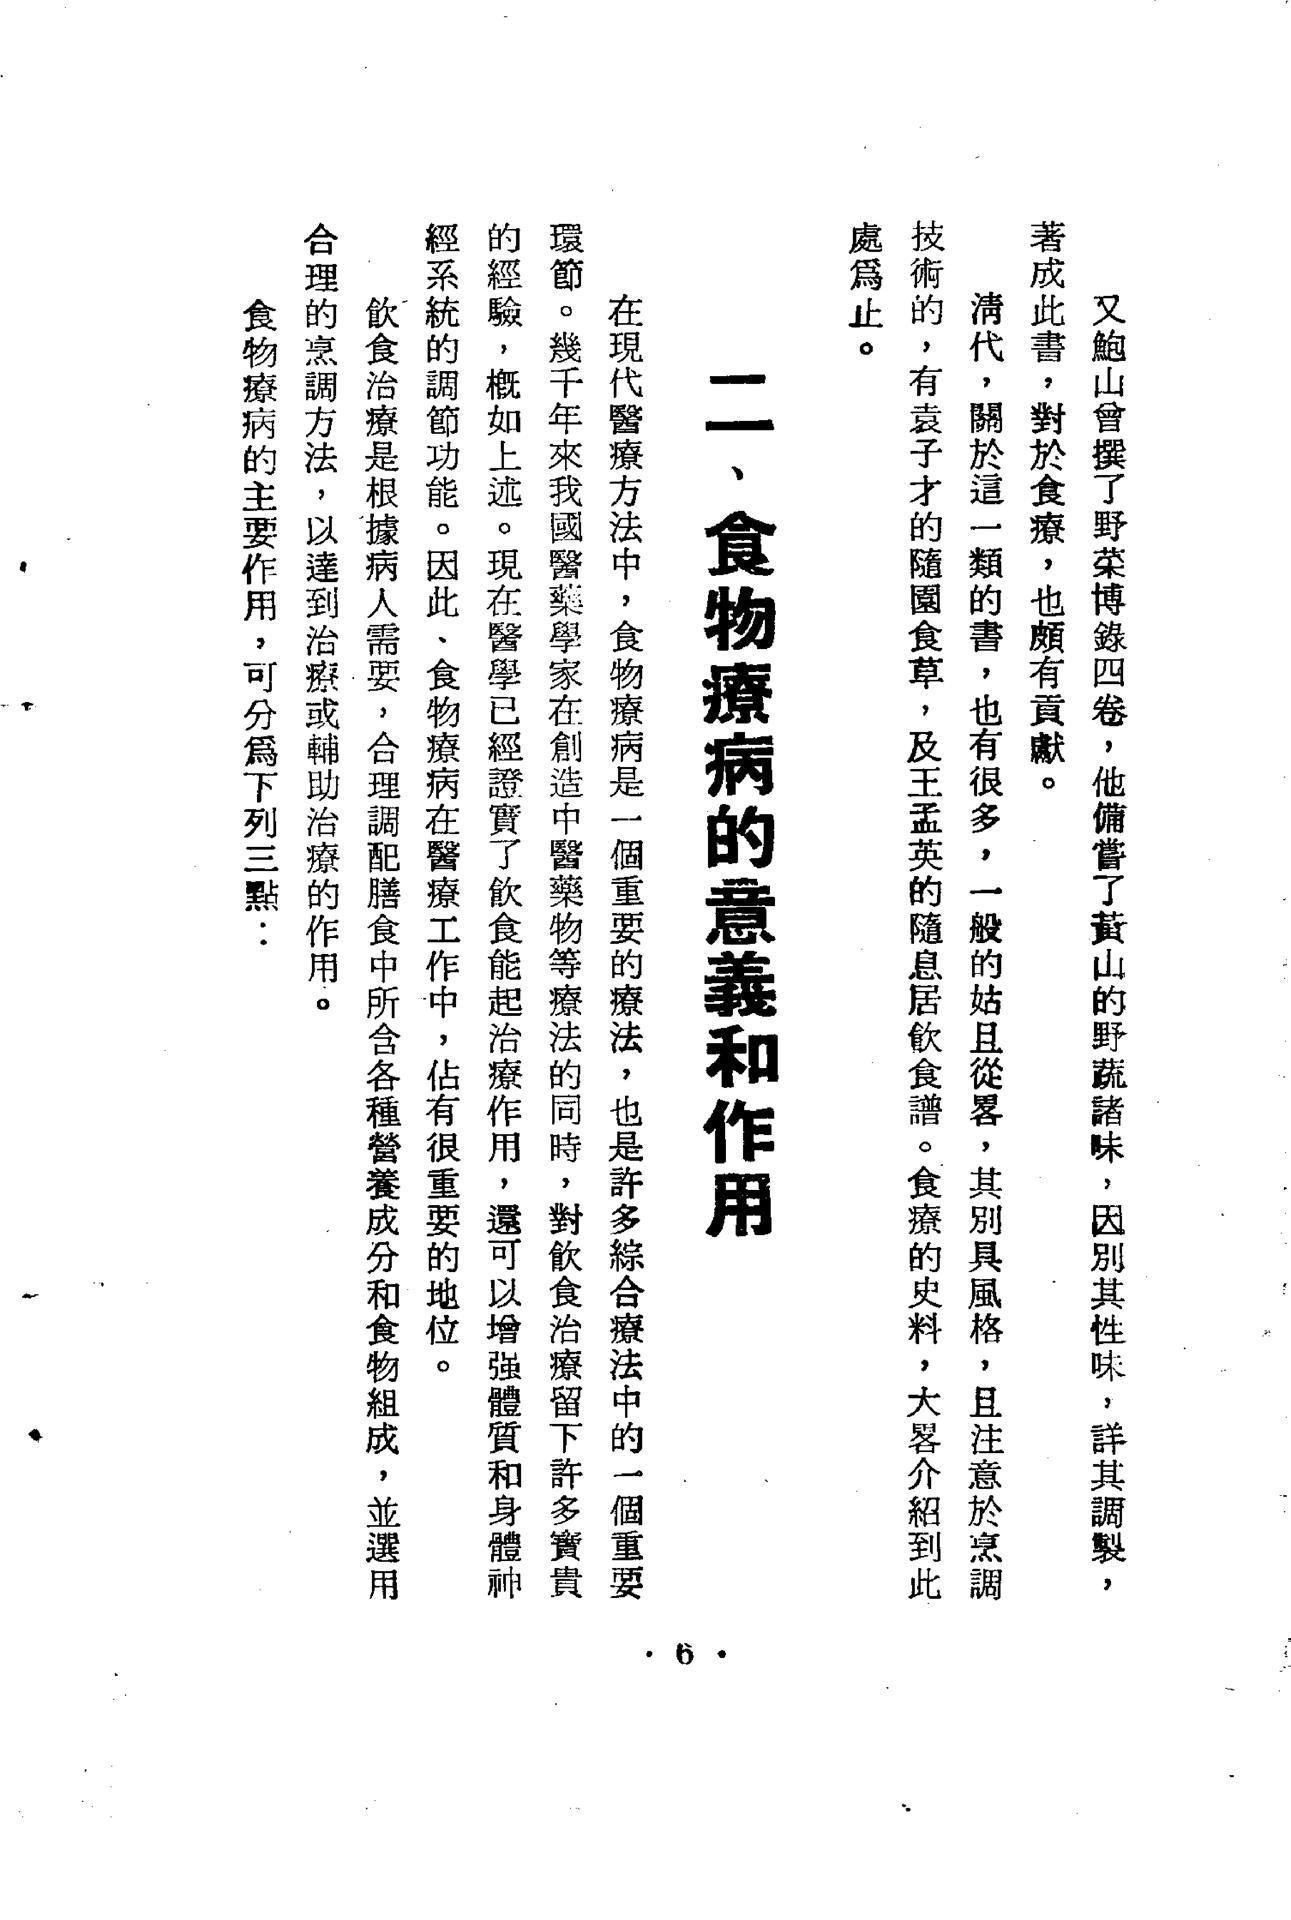 又鮑山曾撰了野菜博錄四卷，他備嘗了黃山的野蔬諸味，因別其性味，詳其調製，
著成此書，對於食療，也頗有貢獻。
淸代，關於這一類的書，也有很多，一般的姑且從畧，其別具風格，且注意於烹調
技術的，有袁子才的隨園食草，及王孟英的隨息居飲食譜。食療的史料，大畧介紹到此
處爲止。
二、食物療病的意義和作用
在現代醫療方法中，食物療病是一個重要的療法，也是許多綜合療法中的一個重要
環節。幾千年來我國醫藥學家在創造中醫藥物等療法的同時，對飲食治療留下許多寶貴
的經驗，概如上述。現在醫學已經證實了飲食能起治療作用，還可以增强體質和身體神
經系統的調節功能。因此、食物療病在醫療工作中，佔有很重要的地位。
飲食治療是根據病人需要，合理調配膳食中所含各種營養成分和食物組成，並選用
合理的烹調方法，以達到治療或輔助治療的作用。
食物療病的主要作用，可分爲下列三點：
· 6 ·